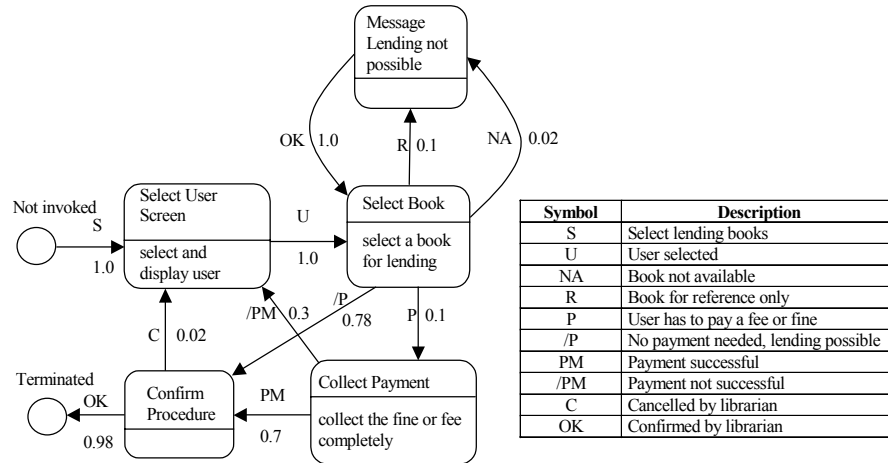 Message
Lending not
possible
OK
1.0
R
0.1
NA
0.02
Not invoked
S
1.0
Select User
Screen
select and
display user
U
1.0
Select Book
select a book
for lending
/PM
0.3
/P
0.78
P
0.1
C
0.02
Terminated
OK
0.98
Confirm
Procedure
PM
0.7
Collect Payment
collect the fine or fee
completely
Symbol Description
S Select lending books
U User selected
NA Book not available
R Book for reference only
P User has to pay a fee or fine
/P No payment needed, lending possible
PM Payment successful
/PM Payment not successful
C Cancelled by librarian
OK Confirmed by librarian